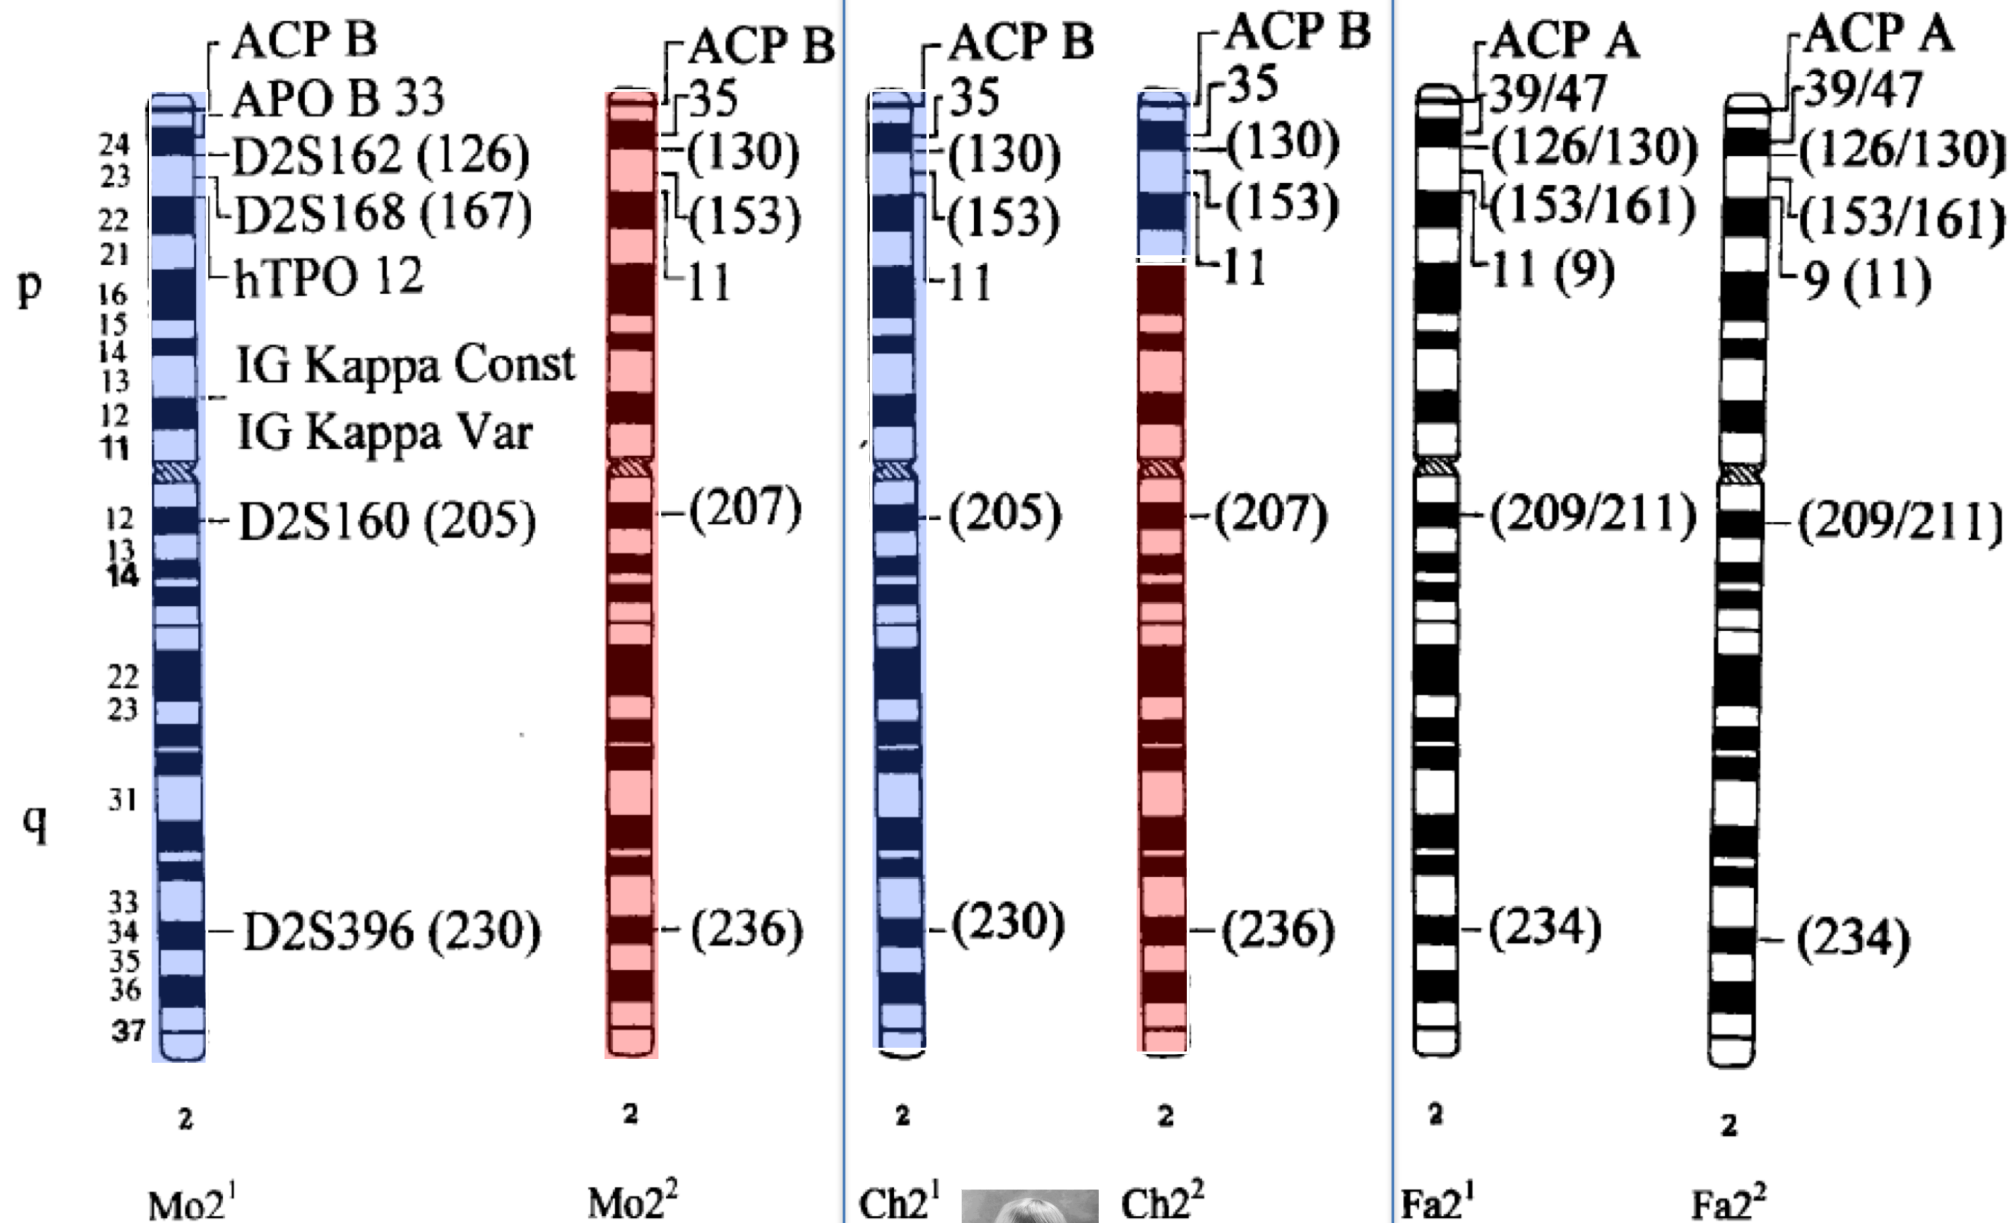 ACP B
APO B 33
D2S162 (126)
D2S168 (167)
hTPO 12
IG Kappa Const
IG Kappa Var
D2S160 (205)
D2S396 (230)
p
24
23
22
21
16
15
14
13
12
11
12
13
14
22
23
31
q
33
34
35
36
37
2
Mo2¹
ACP B
35
(130)
(153)
11
(207)
(236)
2
Mo2²
ACP B
35
(130)
(153)
11
(205)
(230)
2
Ch2¹
ACP B
35
(130)
(153)
11
(207)
(236)
2
Ch2²
ACP A
39/47
(126/130)
(153/161)
11 (9)
(209/211)
(234)
2
Fa2¹
ACP A
39/47
(126/130)
(153/161)
9 (11)
(209/211)
(234)
2
Fa2²